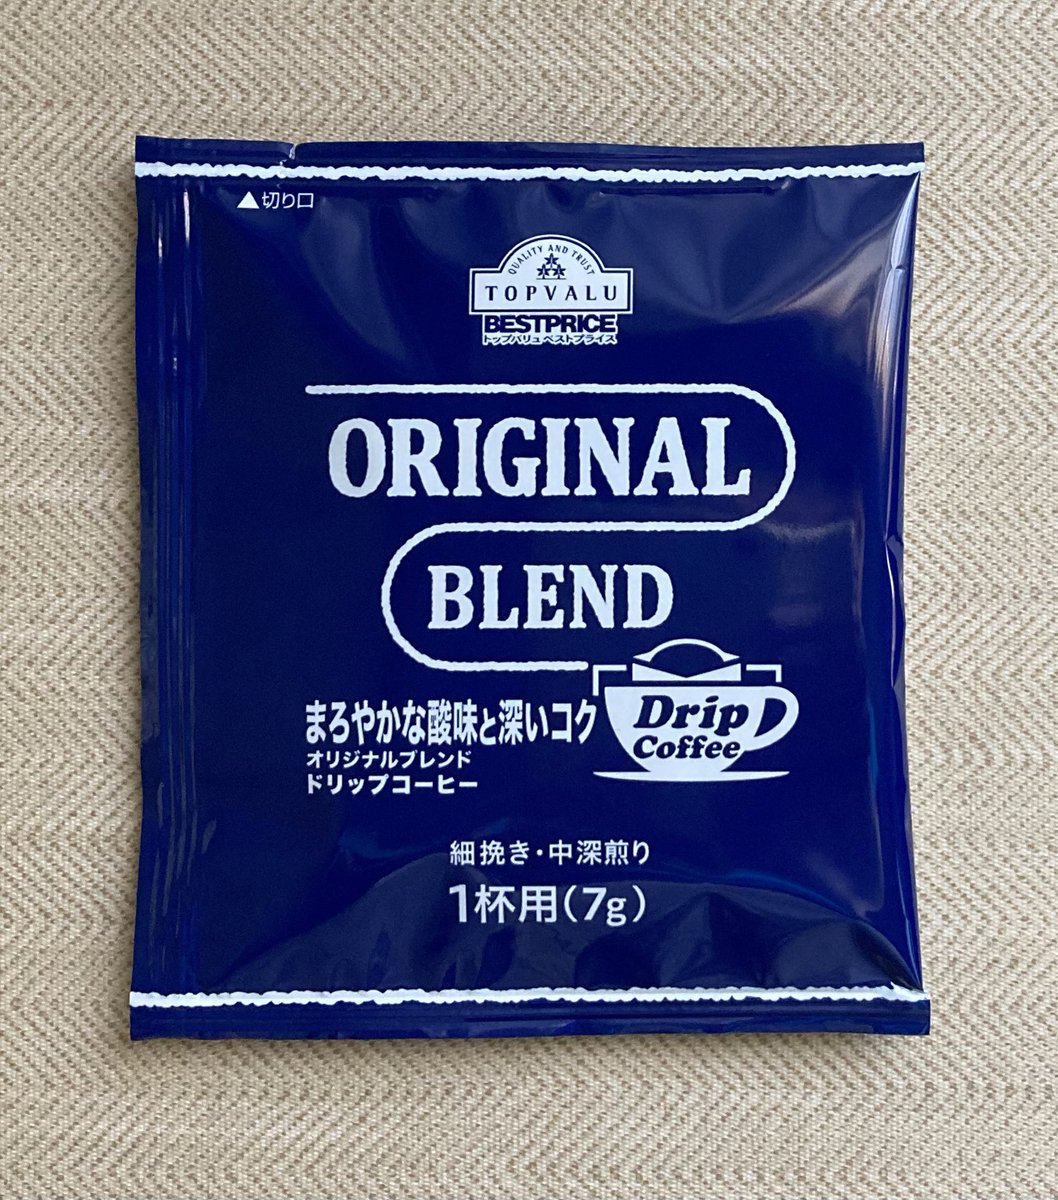 ▲切り口
QUALITY AND TRUST
TOPVALU
BESTPRICE
トップバリュ ベストプライス
ORIGINAL
BLEND
まろやかな酸味と深いコク
オリジナルブレンド
ドリップコーヒー
Drip
Coffee
細挽き・中深煎り
1杯用(7g)